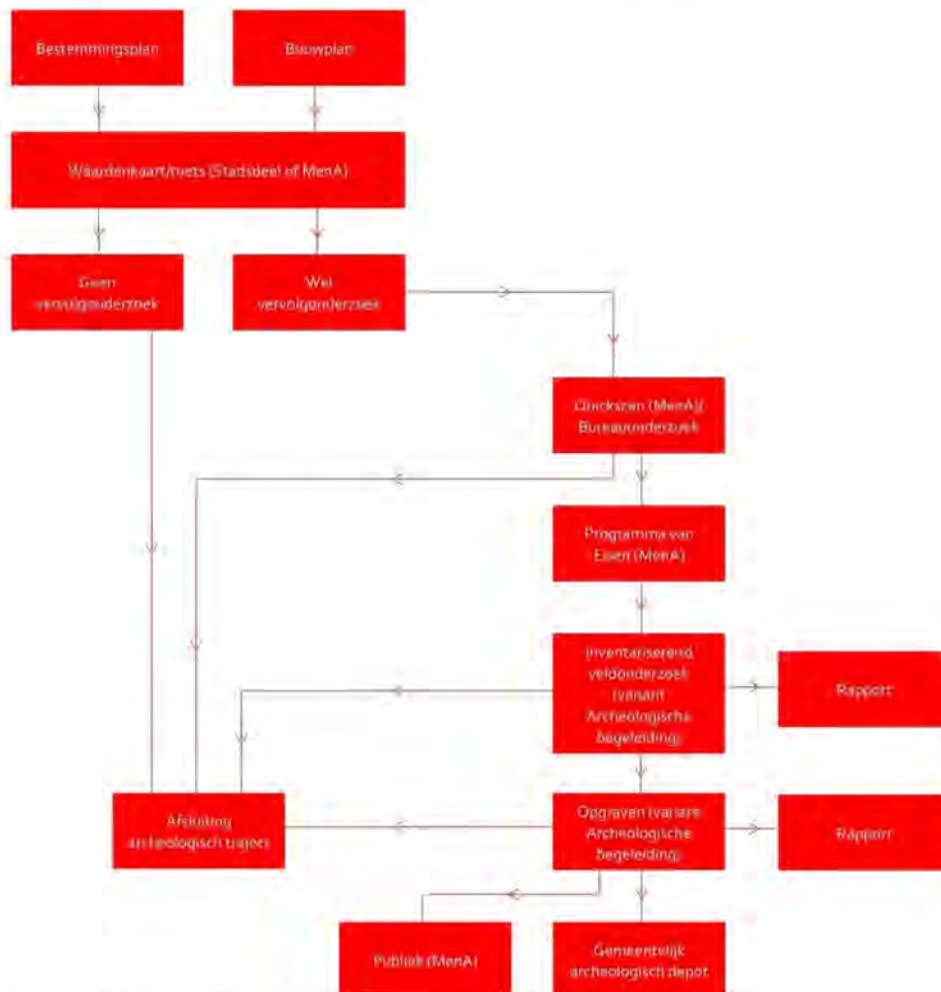 Bestemmingsplan
Bouwplan
Waardenkaart/toets (Stadsdeel of MenA)
Geen
vervolgonderzoek
Wel
vervolgonderzoek
Quickscan (MenA)/
Bureauonderzoek
Programma van
Eisen (MenA)
Inventariserend
veldonderzoek
(variant
Archeologische
begeleiding)
Rapport
Afsluiting
archeologisch traject
Opgraven (variant
Archeologische
begeleiding)
Rapport
Publiek (MenA)
Gemeentelijk
archeologisch depot